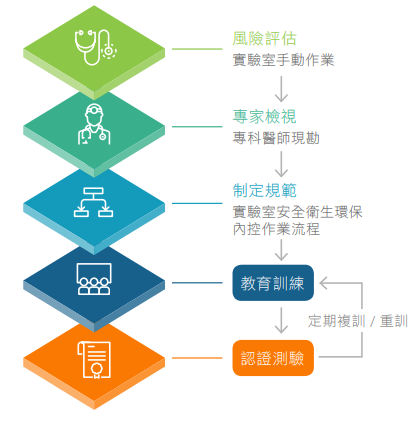 風險評估
實驗室手動作業
專家檢視
專科醫師現勘
制定規範
實驗室安全衛生環保
內控作業流程
教育訓練
定期複訓 / 重訓
認證測驗